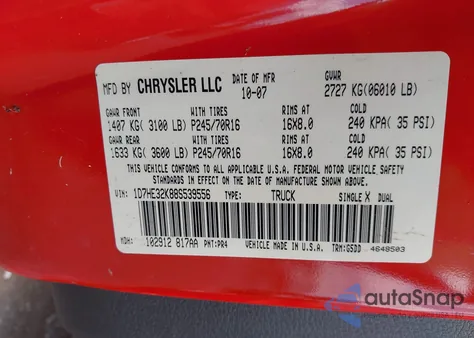 MFD BY CHRYSLER LLC DATE OF MFR 10-07 GVWR 2727 KG(06010 LB)
GAWR FRONT WITH TIRES RIMS AT COLD
1407 KG( 3100 LB) P245/70R16 16X8.0 240 KPA( 35 PSI)
GAWR REAR WITH TIRES RIMS AT COLD
1633 KG( 3600 LB) P245/70R16 16X8.0 240 KPA( 35 PSI)
THIS VEHICLE CONFORMS TO ALL APPLICABLE U.S.A. FEDERAL MOTOR VEHICLE SAFETY
STANDARDS IN EFFECT ON THE DATE OF MANUFACTURE SHOWN ABOVE.
VIN: 1D7HE32K88S539556 TYPE: TRUCK SINGLE X DUAL
MDH: 102912 817AA PNT:PR4 VEHICLE MADE IN U.S.A. TRM:GSDD 4648503
autoSnap